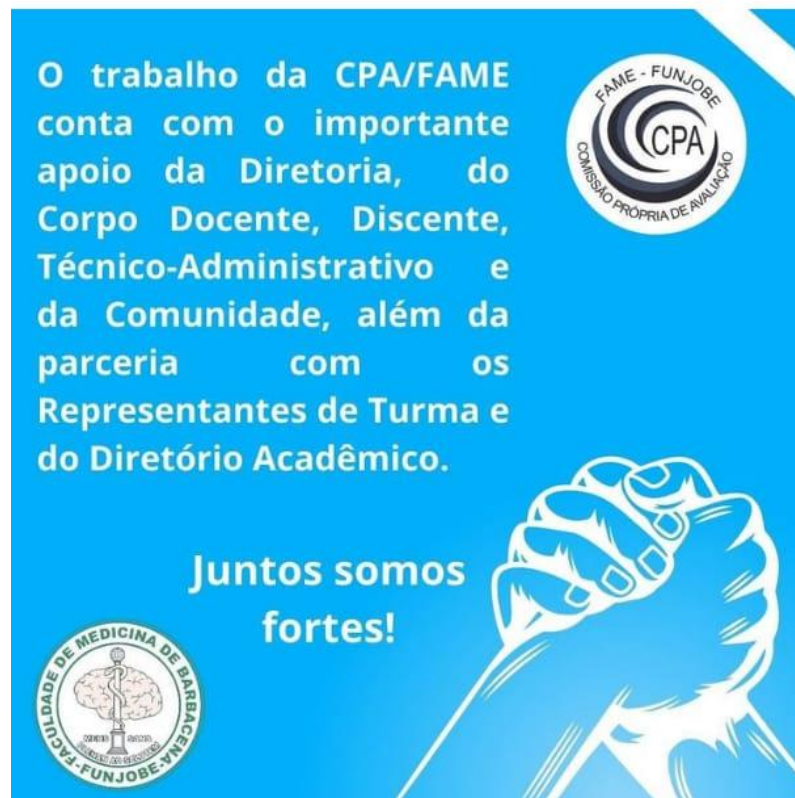 O trabalho da CPA/FAME
conta com o importante
apoio da Diretoria, do
Corpo Docente, Discente,
Técnico-Administrativo e
da Comunidade, além da
parceria com os
Representantes de Turma e
do Diretório Acadêmico.
FAME - FUNJOBE
CPA
COMISSÃO PRÓPRIA DE AVALIAÇÃO
Juntos somos
fortes!
FACULDADE DE MEDICINA DE BARBACENA
MENS SANA
-FUNJOBE-